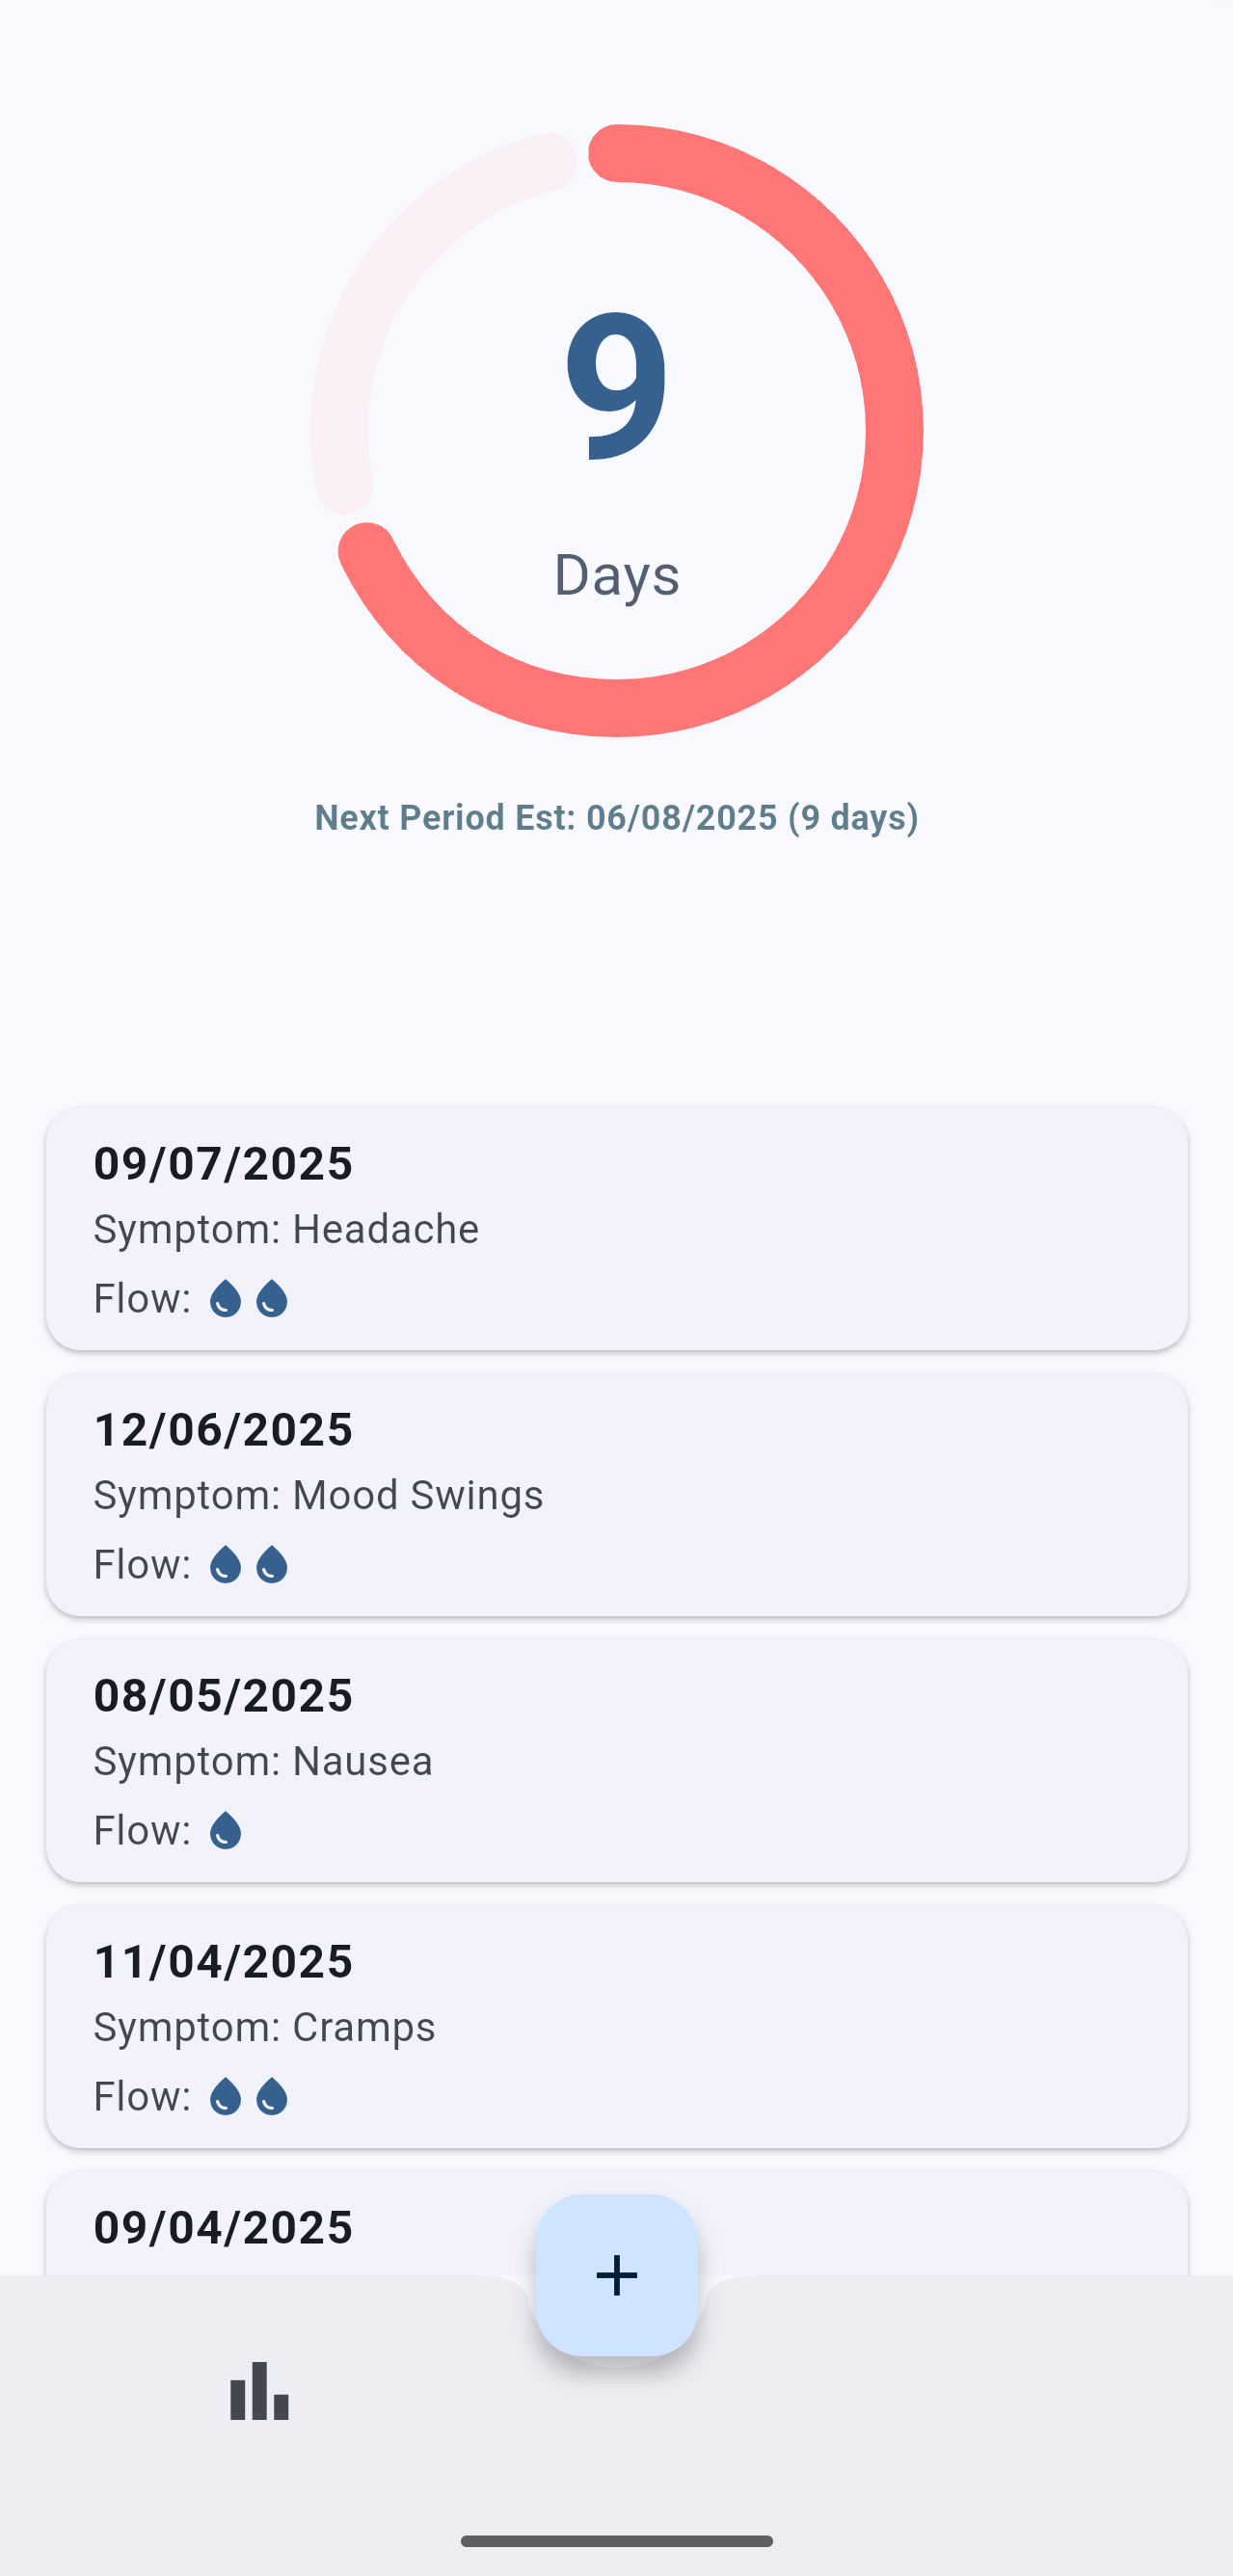 9
Days
Next Period Est: 06/08/2025 (9 days)
09/07/2025
Symptom: Headache
Flow:
12/06/2025
Symptom: Mood Swings
Flow:
08/05/2025
Symptom: Nausea
Flow:
11/04/2025
Symptom: Cramps
Flow:
09/04/2025